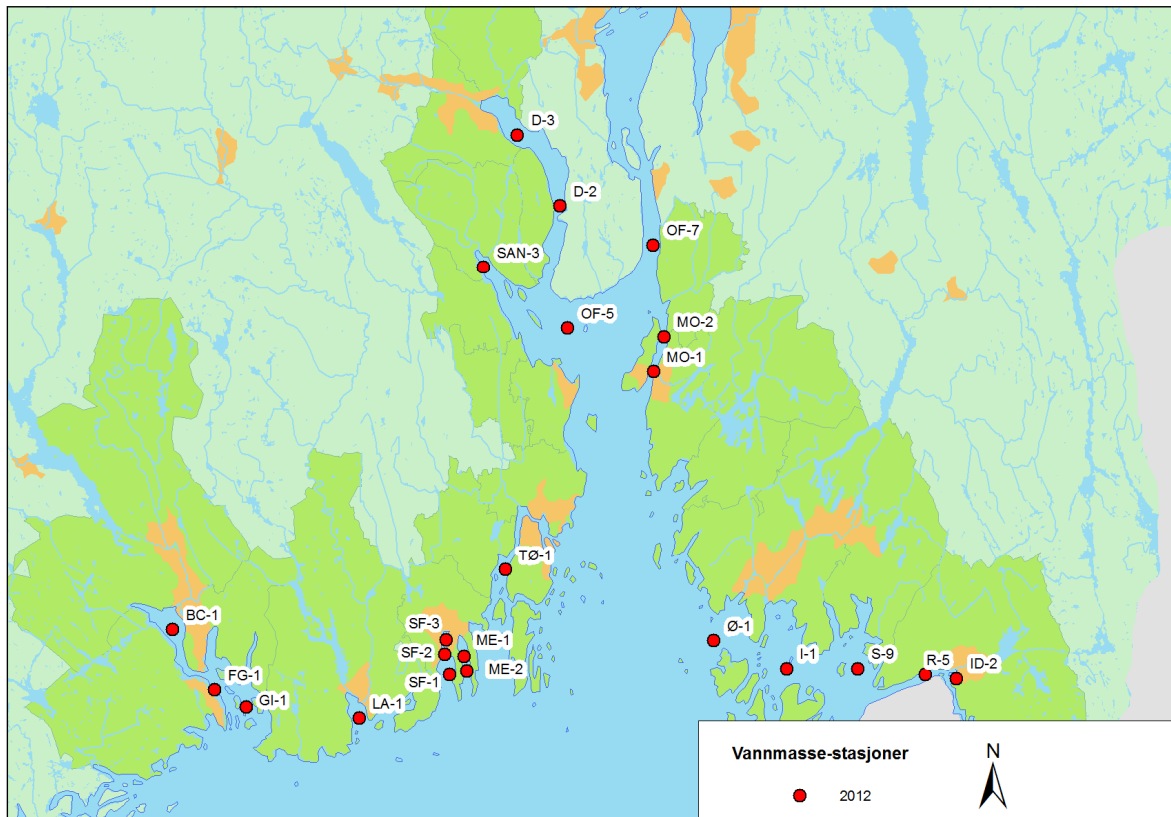 D-3
D-2
OF-7
SAN-3
OF-5
MO-2
MO-1
TØ-1
BC-1
SF-3
ME-1
Ø-1
SF-2
I-1
S-9
ME-2
R-5
ID-2
SF-1
FG-1
GI-1
LA-1
Vannmasse-stasjoner
N
2012